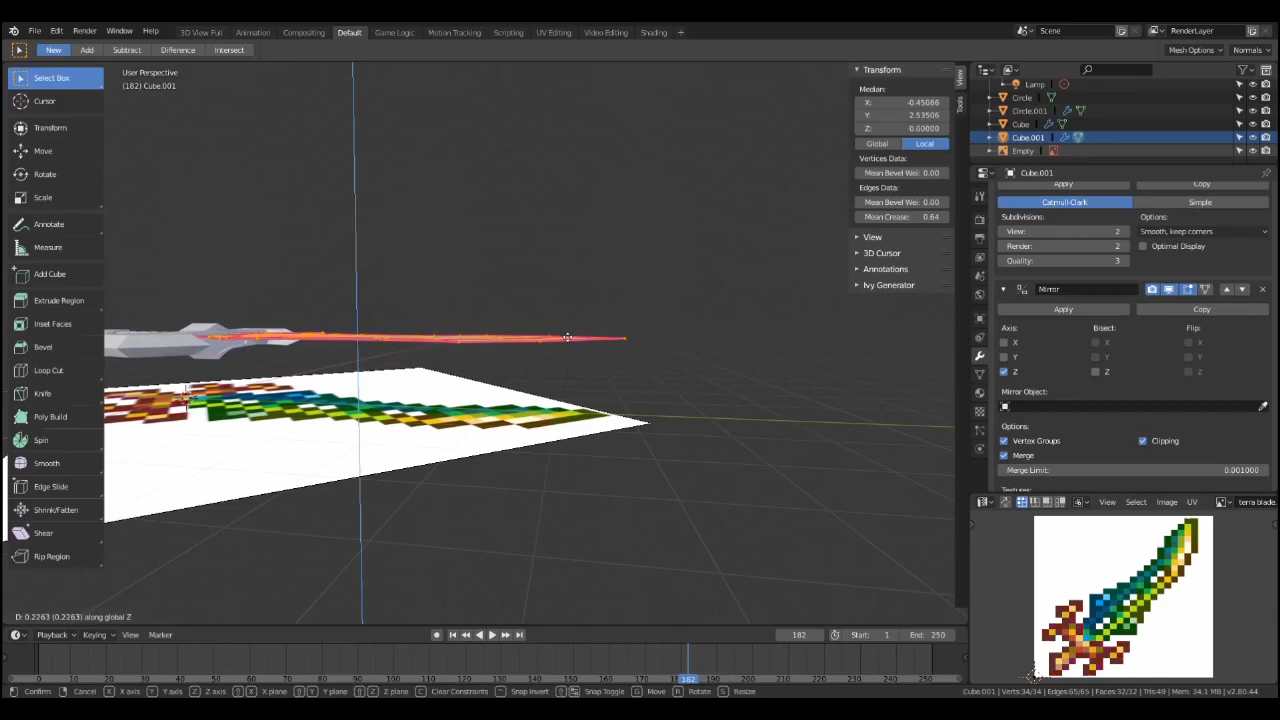 File Edit Render Window Help 3D View Full Animation Compositing Default Game Logic Motion Tracking Scripting UV Editing Video Editing Shading + Scene RenderLayer
New Add Subtract Difference Intersect Mesh Options Normals
Select Box
Cursor
Transform
Move
Rotate
Scale
Annotate
Measure
Add Cube
Extrude Region
Inset Faces
Bevel
Loop Cut
Knife
Poly Build
Spin
Smooth
Edge Slide
Shrink/Fatten
Shear
Rip Region
User Perspective
(182) Cube.001
D: 0.2263 (0.2263) along global Z
Transform
Median:
X: -0.45086
Y: 2.53506
Z: 0.00000
Global Local
Vertices Data:
Mean Bevel Wei: 0.00
Edges Data:
Mean Bevel Wei: 0.00
Mean Crease: 0.64
View
3D Cursor
Annotations
Ivy Generator
View
Tools
Lamp
Circle
Circle.001
Cube
Cube.001
Empty
Cube.001
Apply Copy
Catmull-Clark Simple
Subdivisions: Options:
View: 2 Smooth, keep corners
Render: 2 Optimal Display
Quality: 3
Mirror
Apply Copy
Axis: Bisect: Flip:
X X X
Y Y Y
Z Z Z
Mirror Object:
Options:
Vertex Groups Clipping
Merge
Merge Limit: 0.001000
Textures:
View Select Image UV terra blade.
Playback Keying View Marker 182 Start: 1 End: 250
0 10 20 30 40 50 60 70 80 90 100 110 120 130 140 150 160 170 182 190 200 210 220 230 240 250
Confirm Cancel X X axis Y Y axis Z Z axis X X plane Y Y plane Z Z plane C Clear Constraints Snap Invert Snap Toggle G Move R Rotate S Resize Cube.001 | Verts:34/34 | Edges:65/65 | Faces:32/32 | Tris:49 | Mem: 34.1 MB | v2.80.44